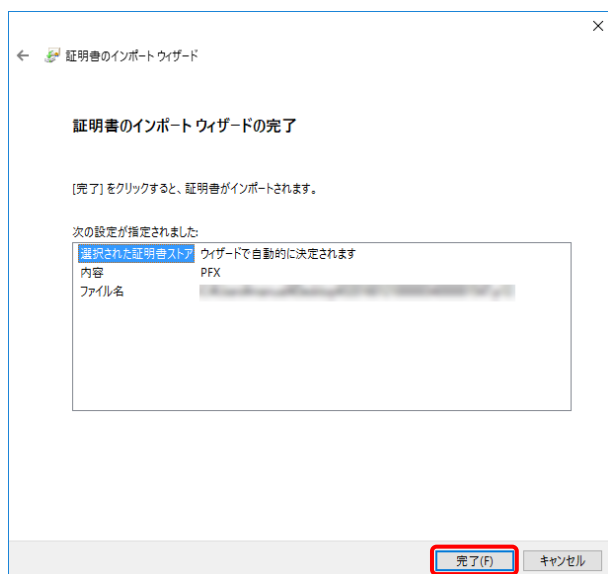 証明書のインポート ウィザード
証明書のインポート ウィザードの完了
[完了] をクリックすると、証明書がインポートされます。
次の設定が指定されました:
選択された証明書ストア ウィザードで自動的に決定されます
内容 PFX
ファイル名
完了(F) キャンセル